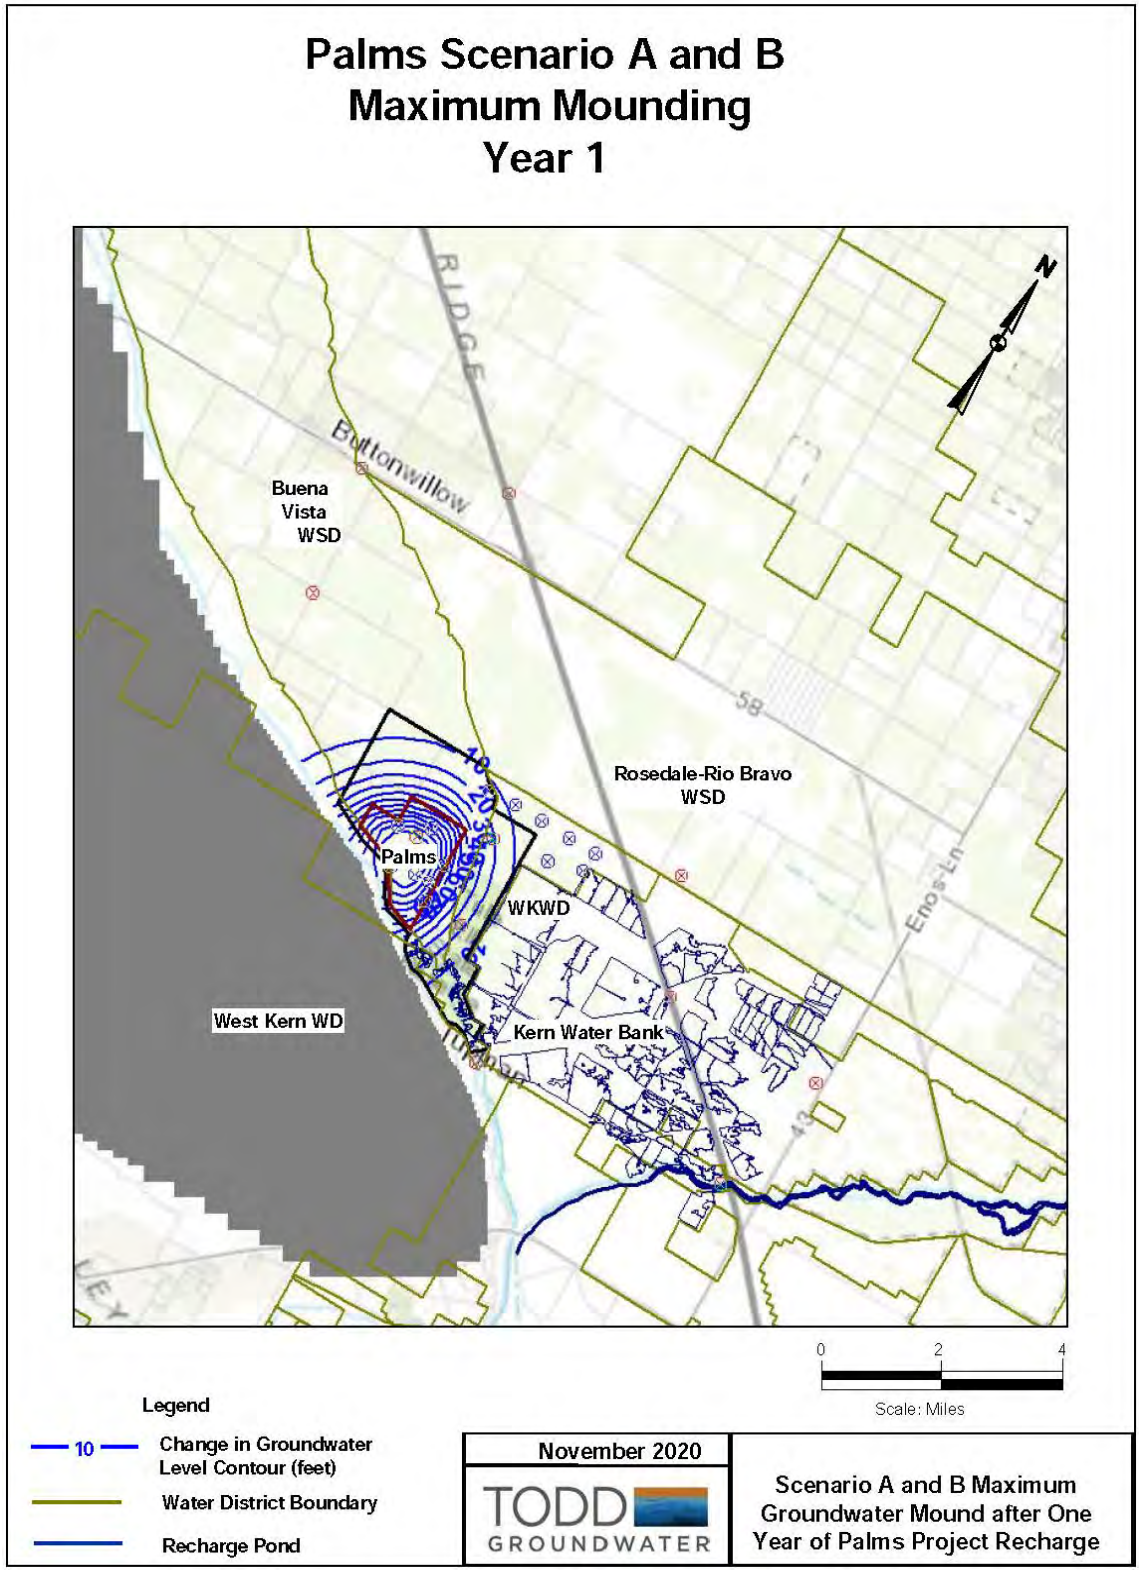 Palms Scenario A and B
Maximum Mounding
Year 1
N
RIDGE
Buttonwillow
Buena
Vista
WSD
58
Rosedale-Rio Bravo
WSD
10
20
Palms
Enos Ln
WKWD
10
West Kern WD
Kern Water Bank
43
UEY
0 2 4
Scale: Miles
Legend
10 Change in Groundwater
Level Contour (feet)
Water District Boundary
Recharge Pond
November 2020
TODD
GROUNDWATER
Scenario A and B Maximum
Groundwater Mound after One
Year of Palms Project Recharge